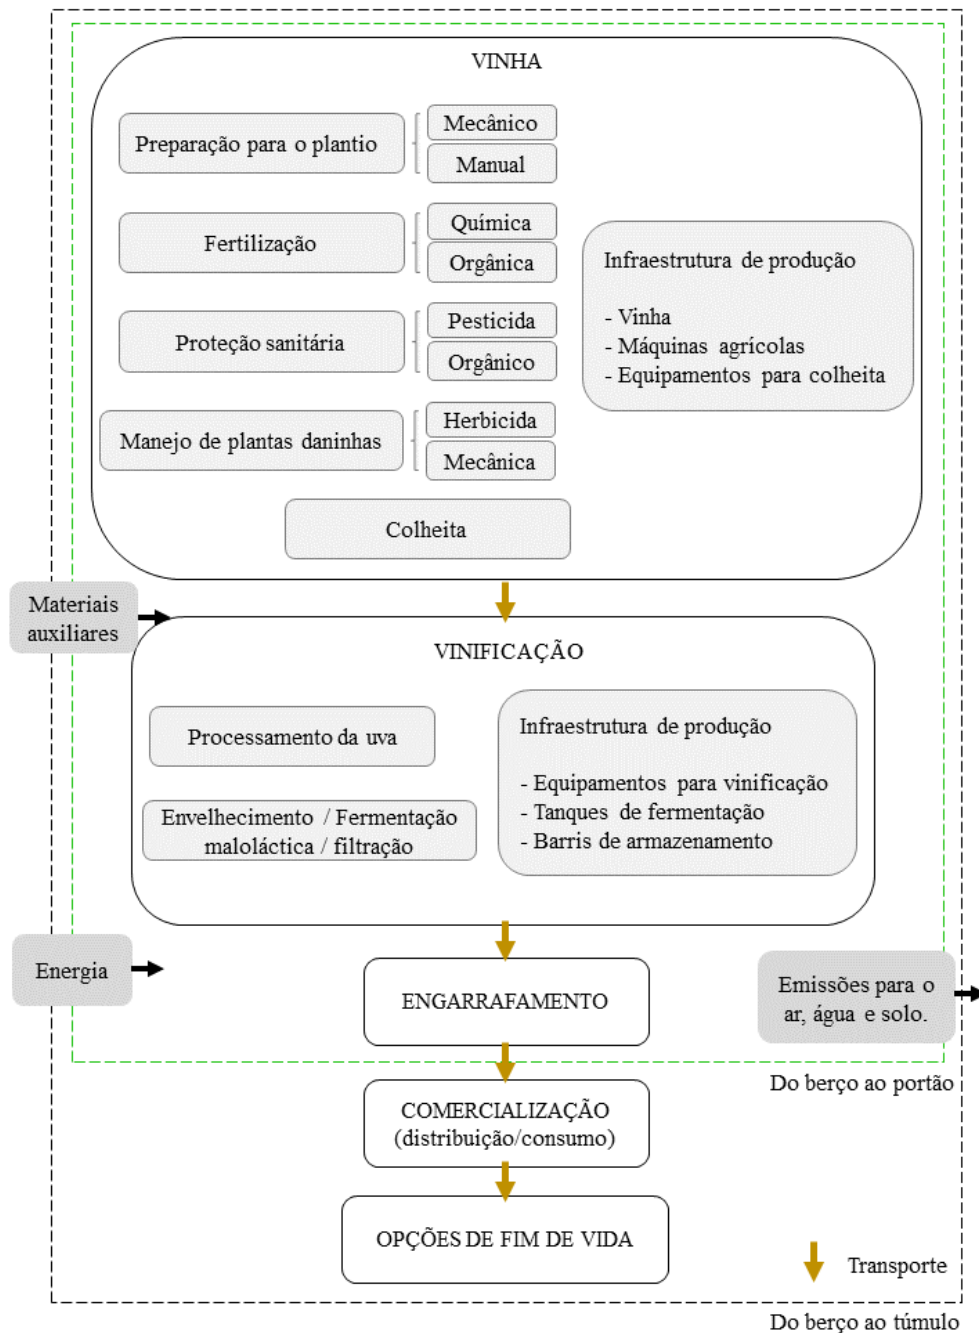 VINHA
Preparação para o plantio
Mecânico
Manual
Fertilização
Química
Orgânica
Proteção sanitária
Pesticida
Orgânico
Manejo de plantas daninhas
Herbicida
Mecânica
Colheita
Infraestrutura de produção
- Vinha
- Máquinas agrícolas
- Equipamentos para colheita
Materiais
auxiliares
VINIFICAÇÃO
Processamento da uva
Envelhecimento / Fermentação
maloláctica / filtração
Infraestrutura de produção
- Equipamentos para vinificação
- Tanques de fermentação
- Barris de armazenamento
Energia
ENGARRAFAMENTO
Emissões para o
ar, água e solo.
Do berço ao portão
COMERCIALIZAÇÃO
(distribuição/consumo)
OPÇÕES DE FIM DE VIDA
Transporte
Do berço ao túmulo